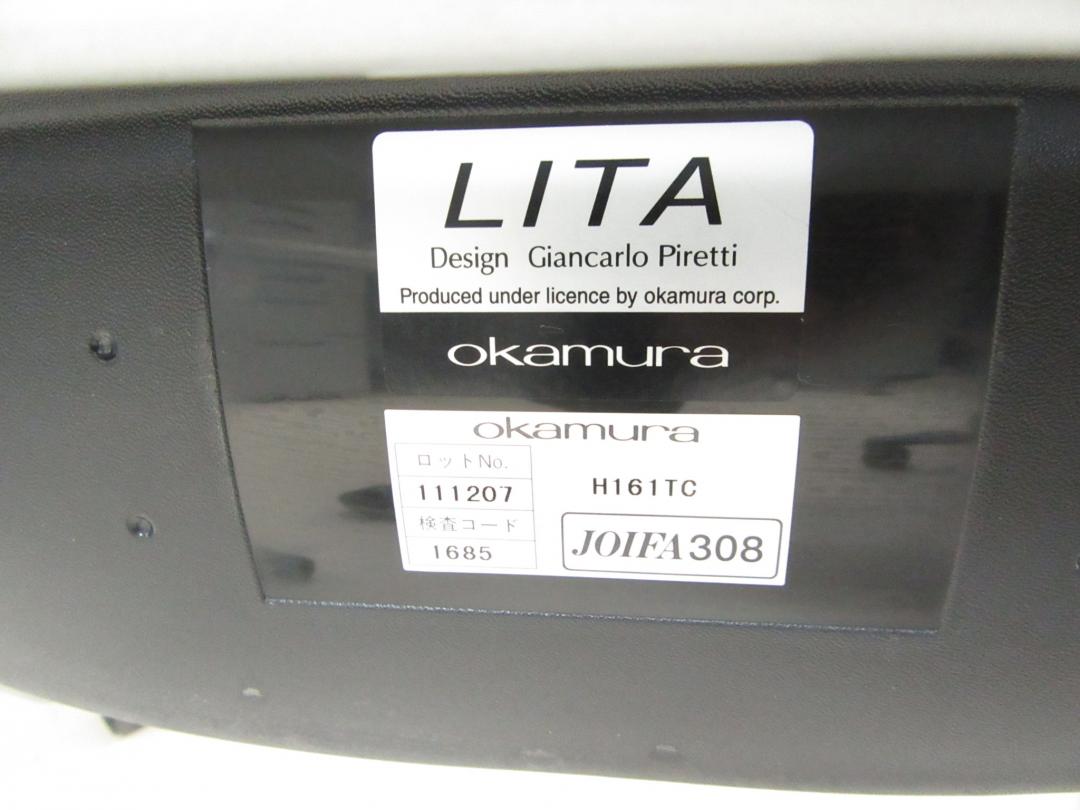 LITA
Design Giancarlo Piretti
Produced under licence by okamura corp.
okamura
okamura
ロットNo.
111207
H161TC
検査コード
1685
JOIFA308